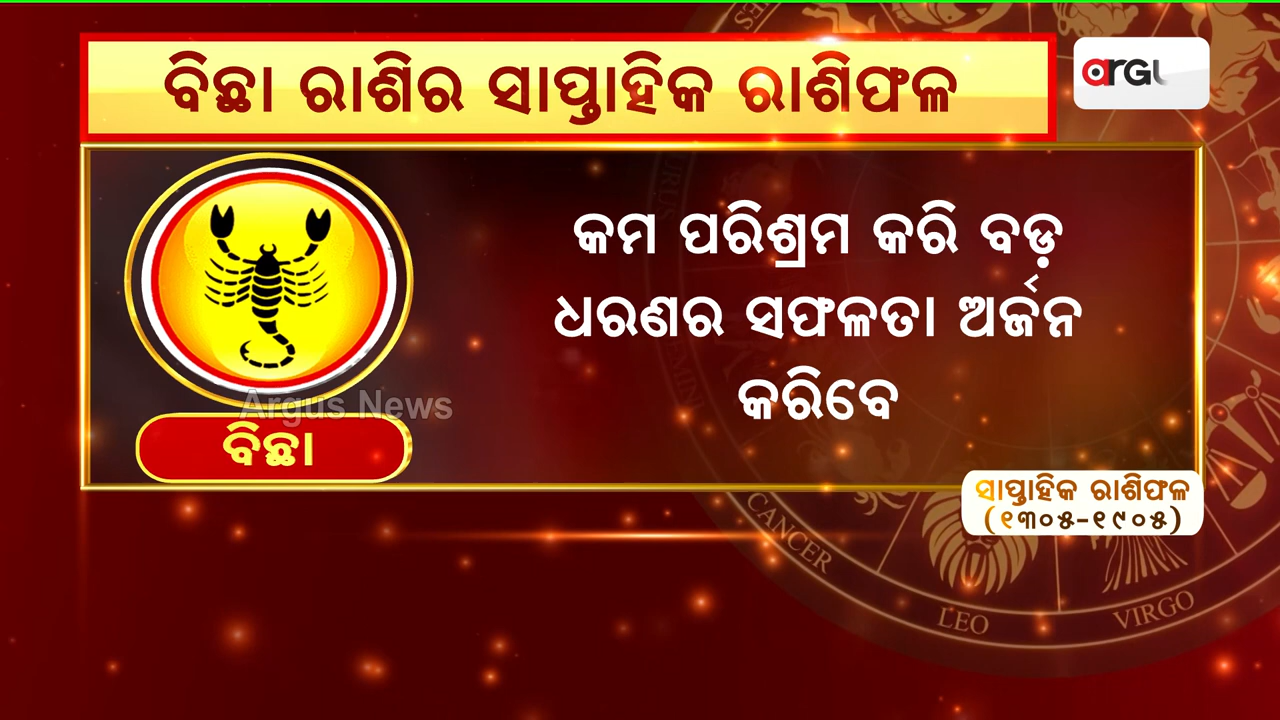 ବିଛା ରାଶିର ସାପ୍ତାହିକ ରାଶିଫଳ
କମ ପରିଶ୍ରମ କରି ବଡ଼
ଧରଣର ସଫଳତା ଅର୍ଜନ
କରିବେ
Argus News
ବିଛା
ସାପ୍ତାହିକ ରାଶିଫଳ
(୧୩୦୫-୧୯୦୫)
CANCER
LEO
VIRGO